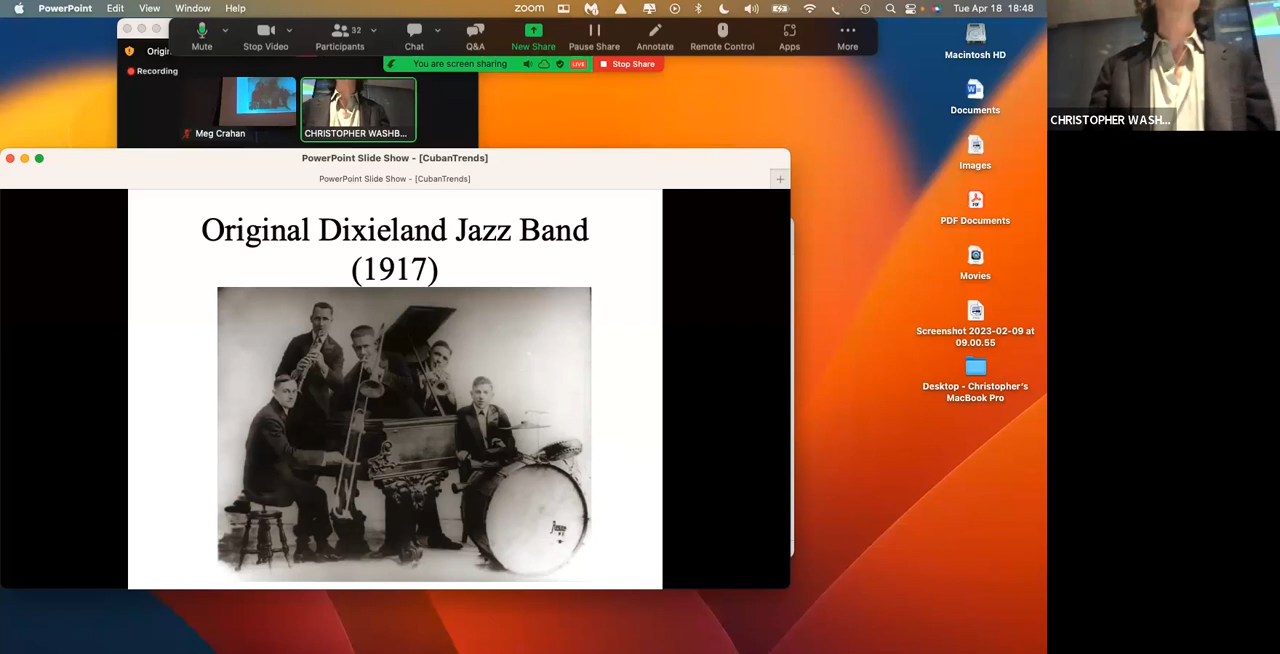 PowerPoint Edit View Window Help
zoom
Tue Apr 18 18:48
Mute
Stop Video
Participants
32
Chat
Q&A
New Share
Pause Share
Annotate
Remote Control
Apps
More
You are screen sharing
LIVE
Stop Share
Origi
Recording
Meg Crahan
CHRISTOPHER WASHB...
PowerPoint Slide Show - [CubanTrends]
PowerPoint Slide Show - [CubanTrends]
Original Dixieland Jazz Band
(1917)
Macintosh HD
Documents
Images
PDF Documents
Movies
Screenshot 2023-02-09 at
09.00.55
Desktop - Christopher's
MacBook Pro
CHRISTOPHER WASH...